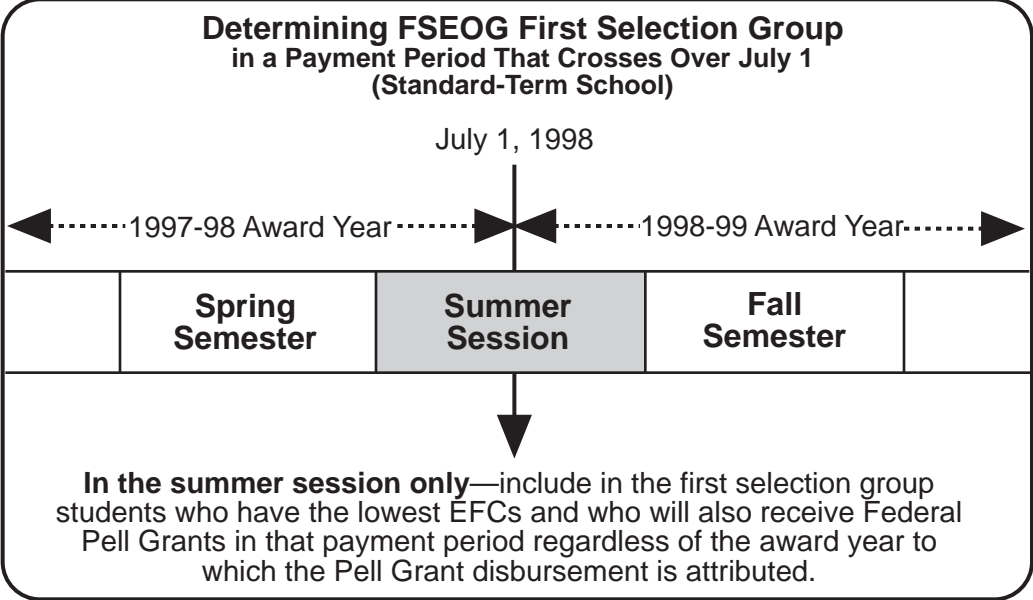 Determining FSEOG First Selection Group
in a Payment Period That Crosses Over July 1
(Standard-Term School)
July 1, 1998
1997-98 Award Year
1998-99 Award Year
Spring
Semester
Summer
Session
Fall
Semester
In the summer session only—include in the first selection group
students who have the lowest EFCs and who will also receive Federal
Pell Grants in that payment period regardless of the award year to
which the Pell Grant disbursement is attributed.